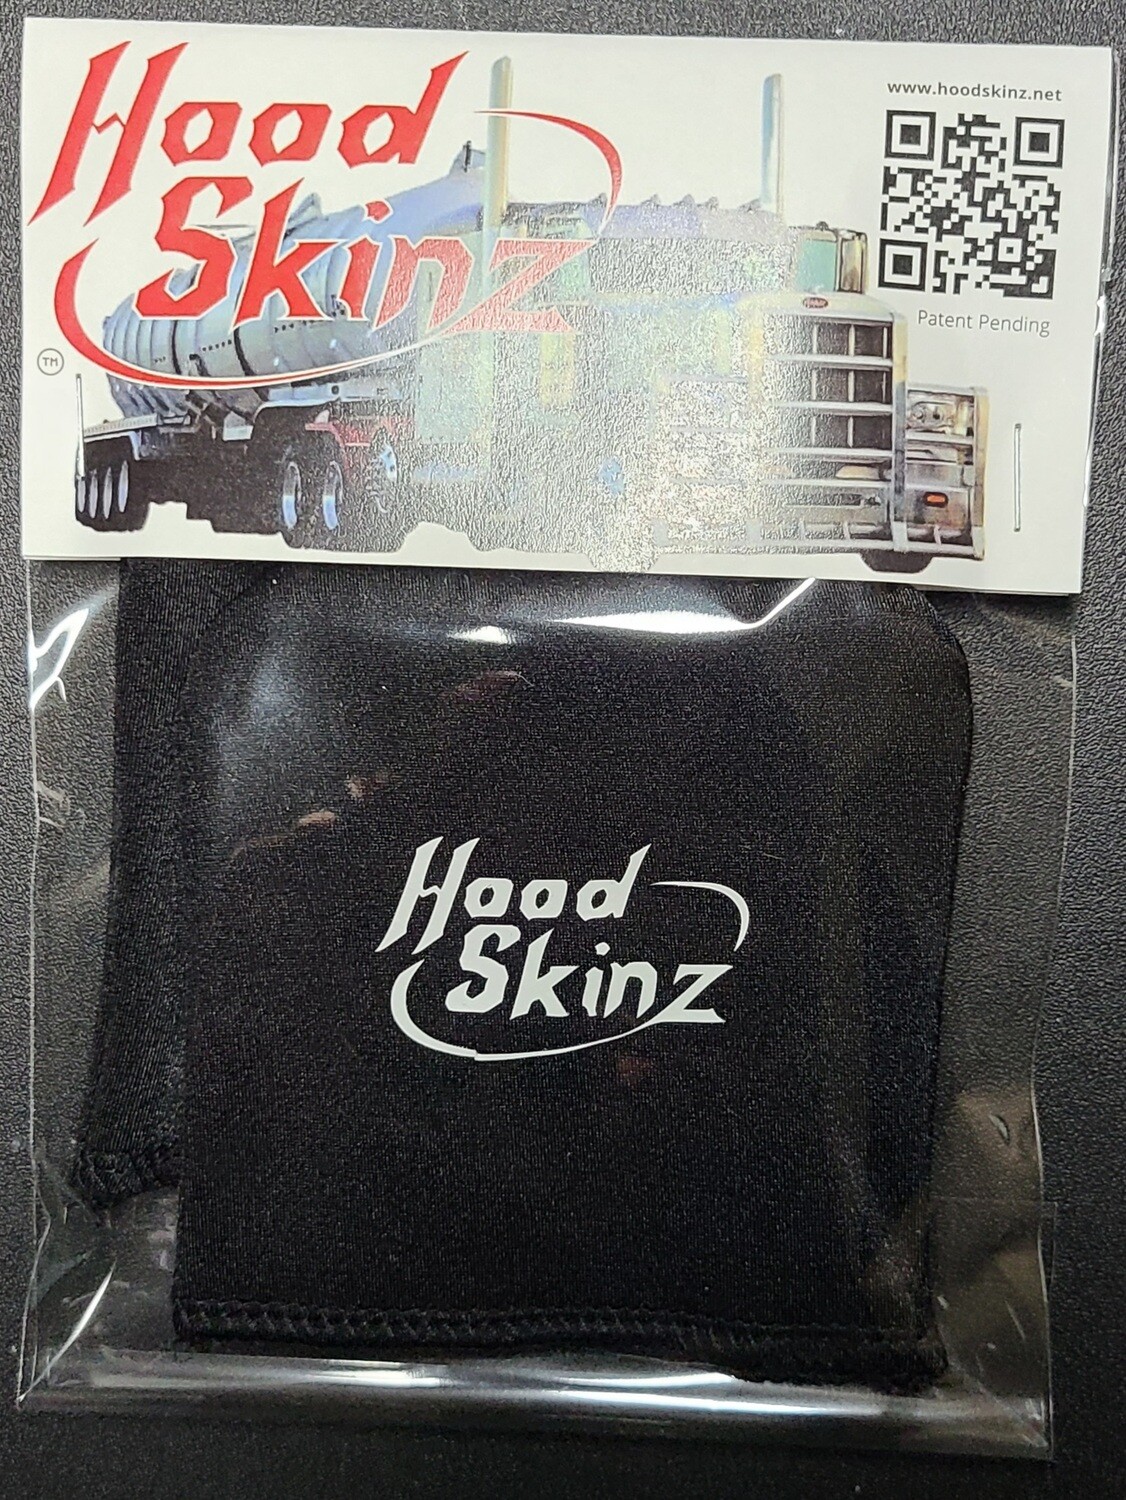 Hood
Skinz
TM
www.hoodskinz.net
Patent Pending
Hood
Skinz